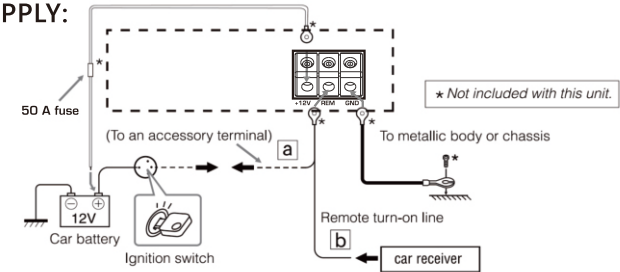 PPLY:
*
*
50 A fuse
+12V REM GND
* Not included with this unit.
*
*
(To an accessory terminal)
a
To metallic body or chassis
*
12V
Car battery
Ignition switch
Remote turn-on line
b
car receiver